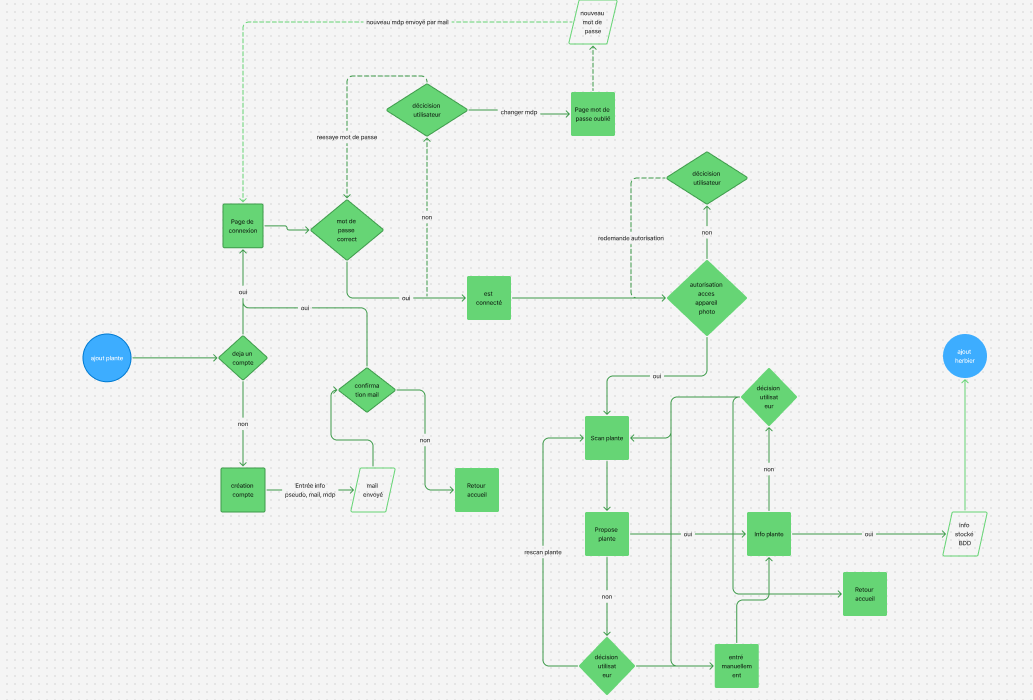 nouveau
mot de
passe
nouveau mdp envoyé par mail
décicision
utilisateur
changer mdp
Page mot de
passe oublié
reesaye mot de passe
décicision
utilisateur
Page de
connexion
mot de
passe
correct
non
non
redemande autorisation
est
connecté
autorisation
acces
appareil
photo
oui
oui
oui
ajout plante
deja un
compte
ajout
herbier
confirma
tion mail
oui
décision
utilisat
eur
non
non
Scan plante
non
création
compte
Entrée info
pseudo, mail, mdp
mail
envoyé
Retour
accueil
Propose
plante
oui
Info plante
oui
Info
stocké
BDD
rescan plante
non
Retour
accueil
décision
utilisat
eur
entré
manuellem
ent